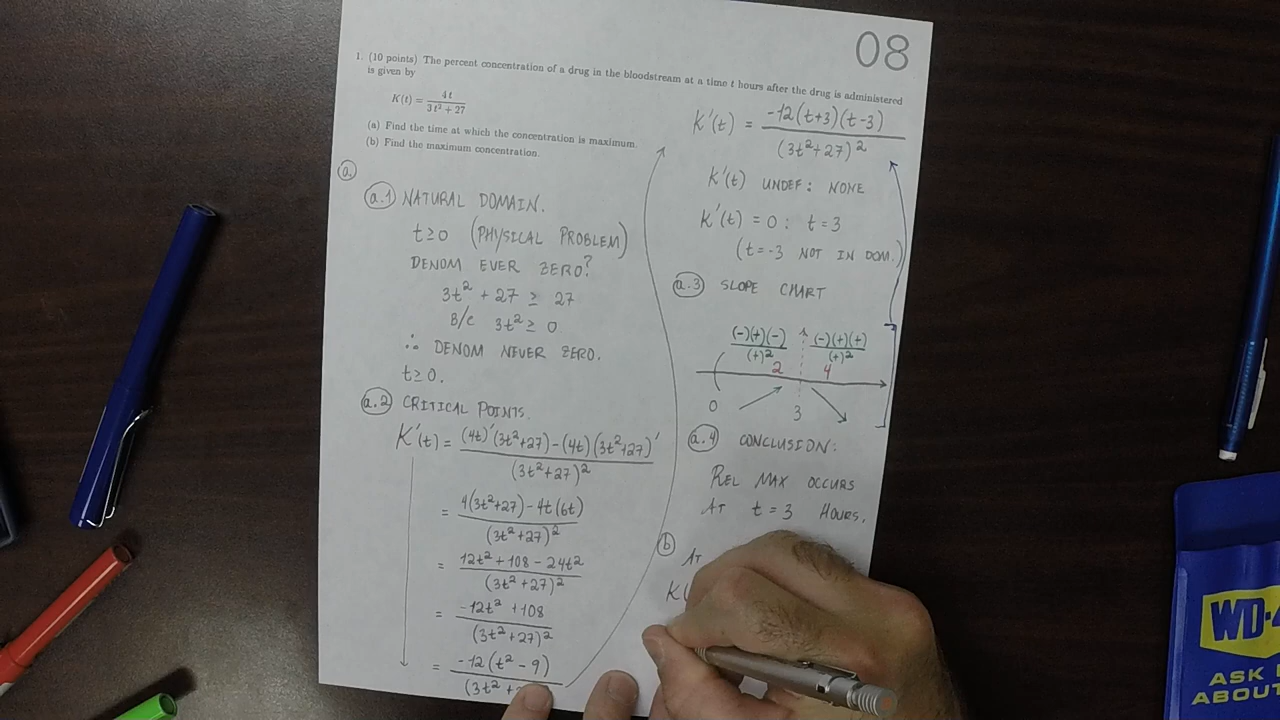 08
1. (10 points) The percent concentration of a drug in the bloodstream at a time t hours after the drug is administered
is given by
K(t) = 4t / (3t² + 27)
(a) Find the time at which the concentration is maximum.
(b) Find the maximum concentration.
(a)
(a.1) NATURAL DOMAIN.
t ≥ 0 (PHYSICAL PROBLEM)
DENOM EVER ZERO?
3t² + 27 ≥ 27
B/C 3t² ≥ 0
∴ DENOM NEVER ZERO.
t ≥ 0.
(a.2) CRITICAL POINTS.
K'(t) = ((4t)'(3t²+27) - (4t)(3t²+27)') / (3t²+27)²
= (4(3t²+27) - 4t(6t)) / (3t²+27)²
= (12t² + 108 - 24t²) / (3t²+27)²
= (-12t² + 108) / (3t²+27)²
= -12(t² - 9) / (3t² +
K'(t) = -12(t+3)(t-3) / (3t²+27)²
K'(t) UNDEF: NONE
K'(t) = 0: t = 3
(t = -3 NOT IN DOM.)
(a.3) SLOPE CHART
(-)(+)(-) / (+)² (-)(+)(+) / (+)²
2 4
0 3
(a.4) CONCLUSION:
REL MAX OCCURS
AT t = 3 HOURS.
(b) AT
K(
WD-4
ASK
ABOUT